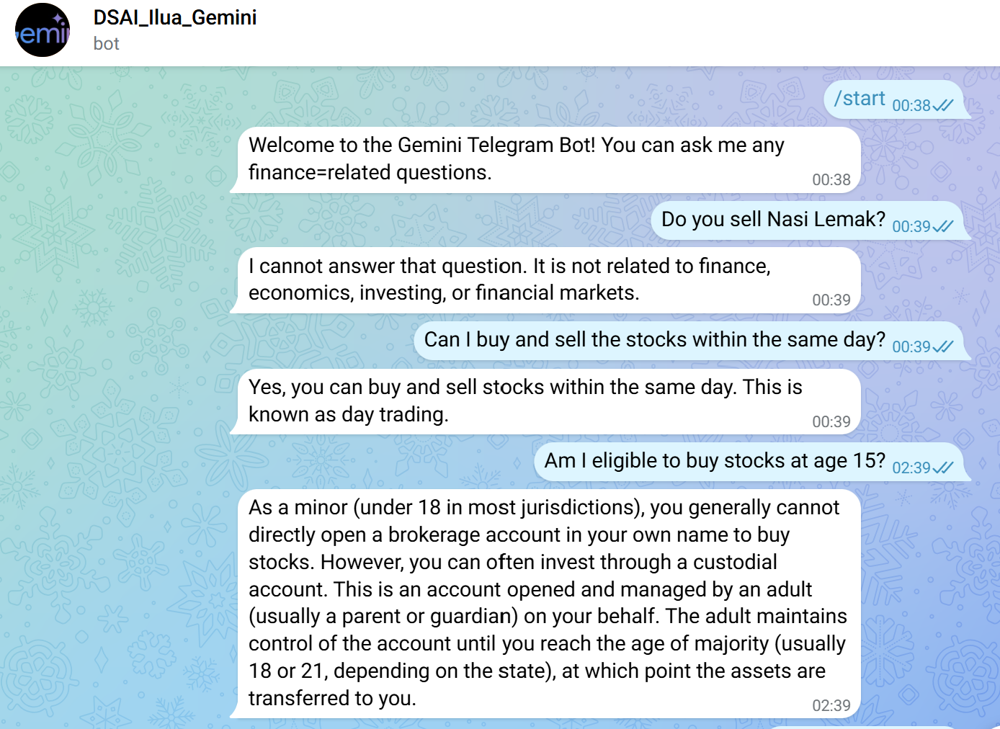 emi
DSAI_Ilua_Gemini
bot
/start 00:38
Welcome to the Gemini Telegram Bot! You can ask me any
finance=related questions.
00:38
Do you sell Nasi Lemak? 00:39
I cannot answer that question. It is not related to finance,
economics, investing, or financial markets.
00:39
Can I buy and sell the stocks within the same day? 00:39
Yes, you can buy and sell stocks within the same day. This is
known as day trading.
00:39
Am I eligible to buy stocks at age 15? 02:39
As a minor (under 18 in most jurisdictions), you generally cannot
directly open a brokerage account in your own name to buy
stocks. However, you can often invest through a custodial
account. This is an account opened and managed by an adult
(usually a parent or guardian) on your behalf. The adult maintains
control of the account until you reach the age of majority (usually
18 or 21, depending on the state), at which point the assets are
transferred to you.
02:39